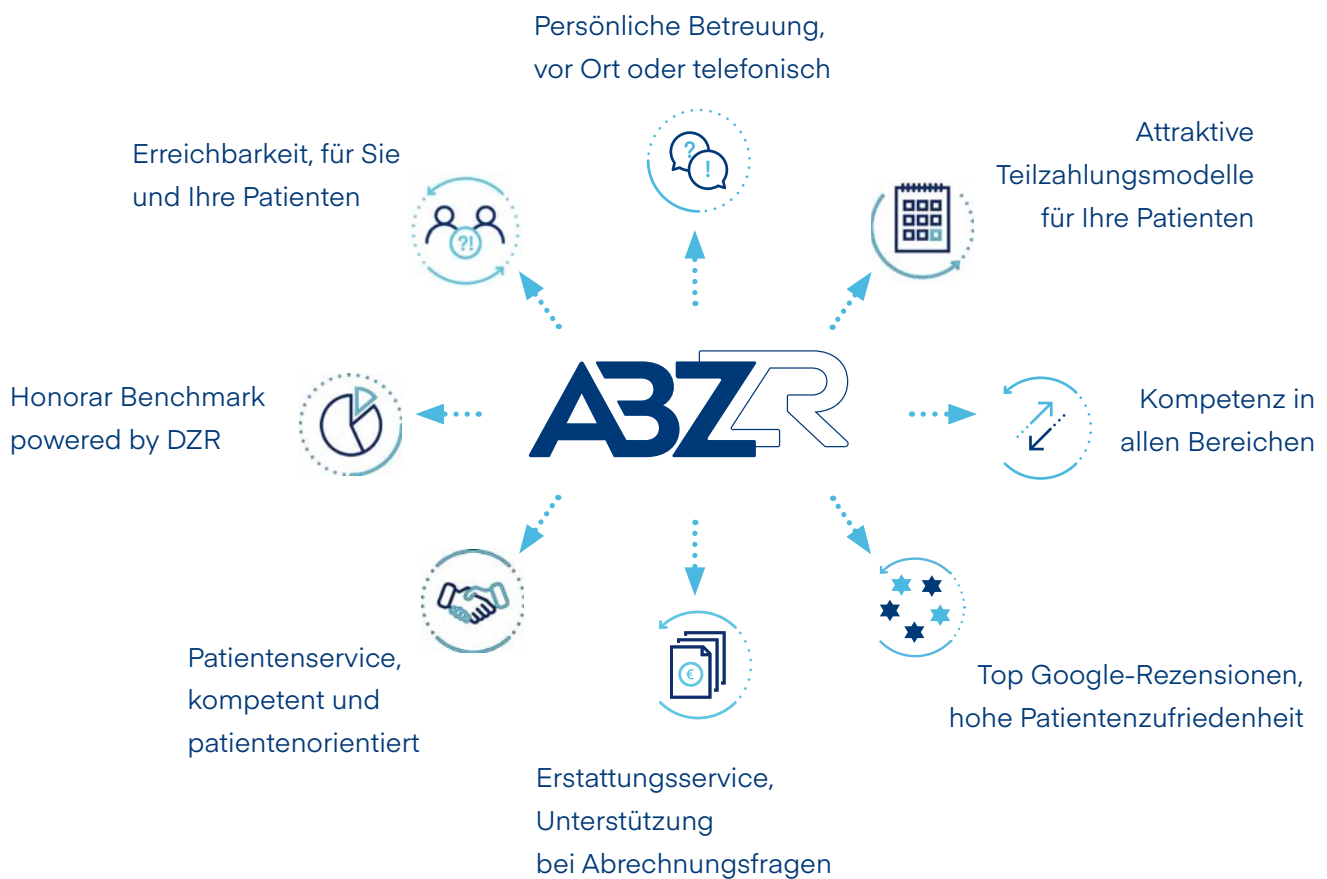 Persönliche Betreuung,
vor Ort oder telefonisch
Attraktive
Teilzahlungsmodelle
für Ihre Patienten
Erreichbarkeit, für Sie
und Ihre Patienten
?
!
?!
ABZ ZR
Honorar Benchmark
powered by DZR
Kompetenz in
allen Bereichen
Patientenservice,
kompetent und
patientenorientiert
€
Top Google-Rezensionen,
hohe Patientenzufriedenheit
Erstattungsservice,
Unterstützung
bei Abrechnungsfragen